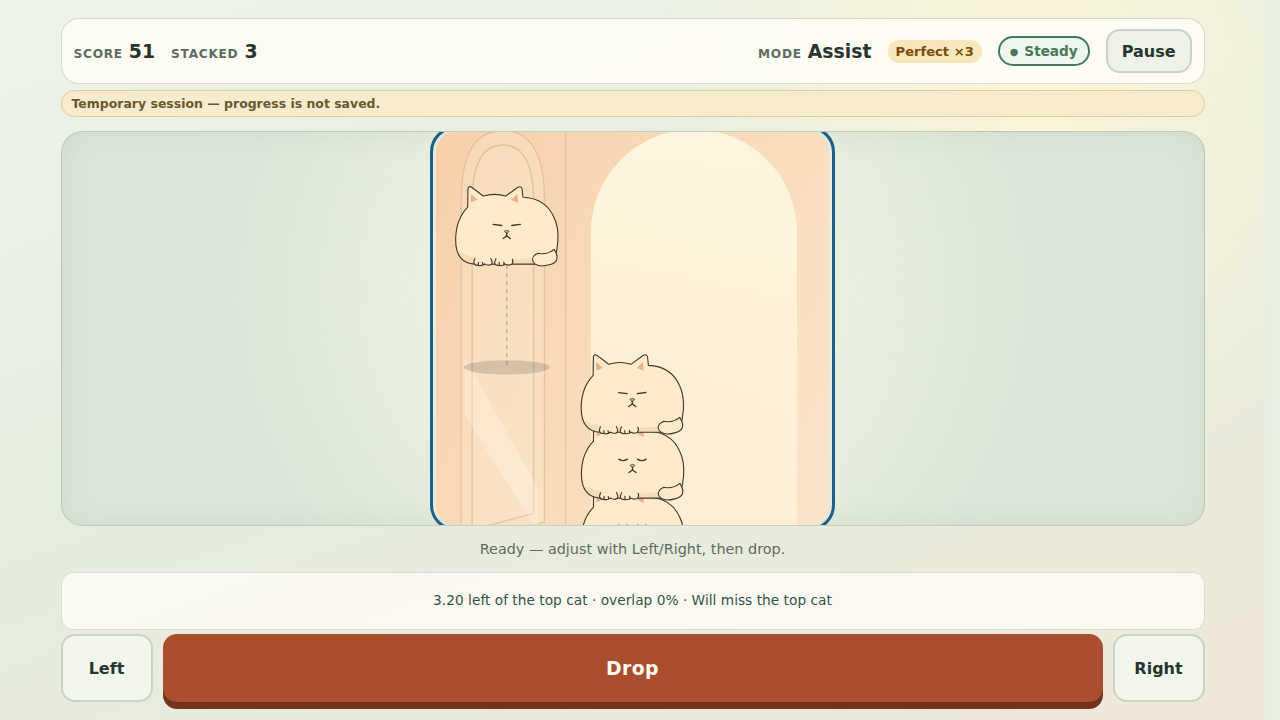 SCORE 51 STACKED 3 MODE Assist Perfect ×3 ● Steady Pause
Temporary session — progress is not saved.
Ready — adjust with Left/Right, then drop.
3.20 left of the top cat · overlap 0% · Will miss the top cat
Left Drop Right